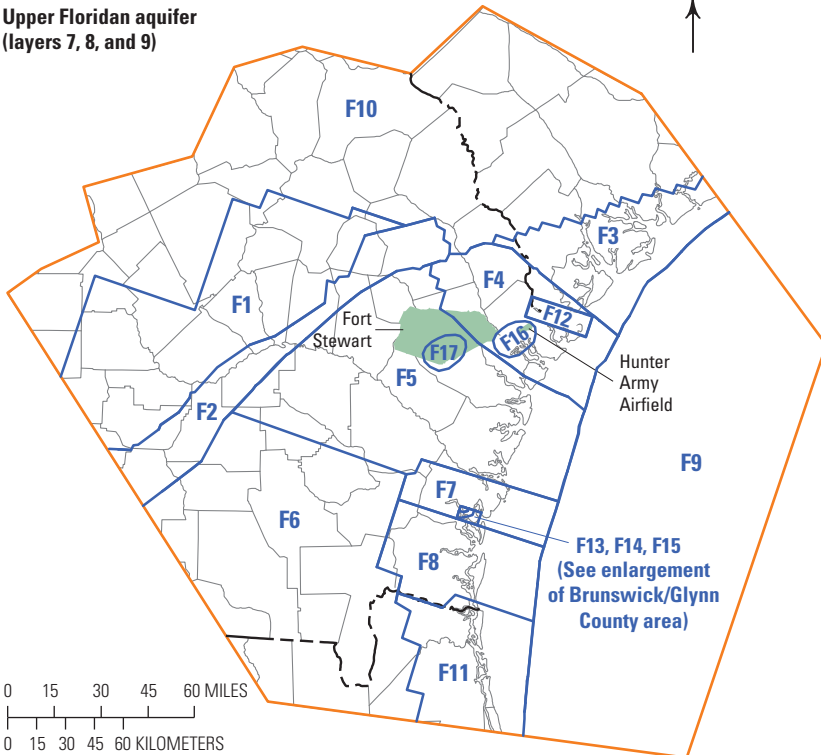 Upper Floridan aquifer
(layers 7, 8, and 9)
F10
F3
F1
F4
F12
Fort
Stewart
F16
F17
Hunter
Army
Airfield
F5
F2
F9
F7
F6
F13, F14, F15
(See enlargement
of Brunswick/Glynn
County area)
F8
F11
0 15 30 45 60 MILES
0 15 30 45 60 KILOMETERS